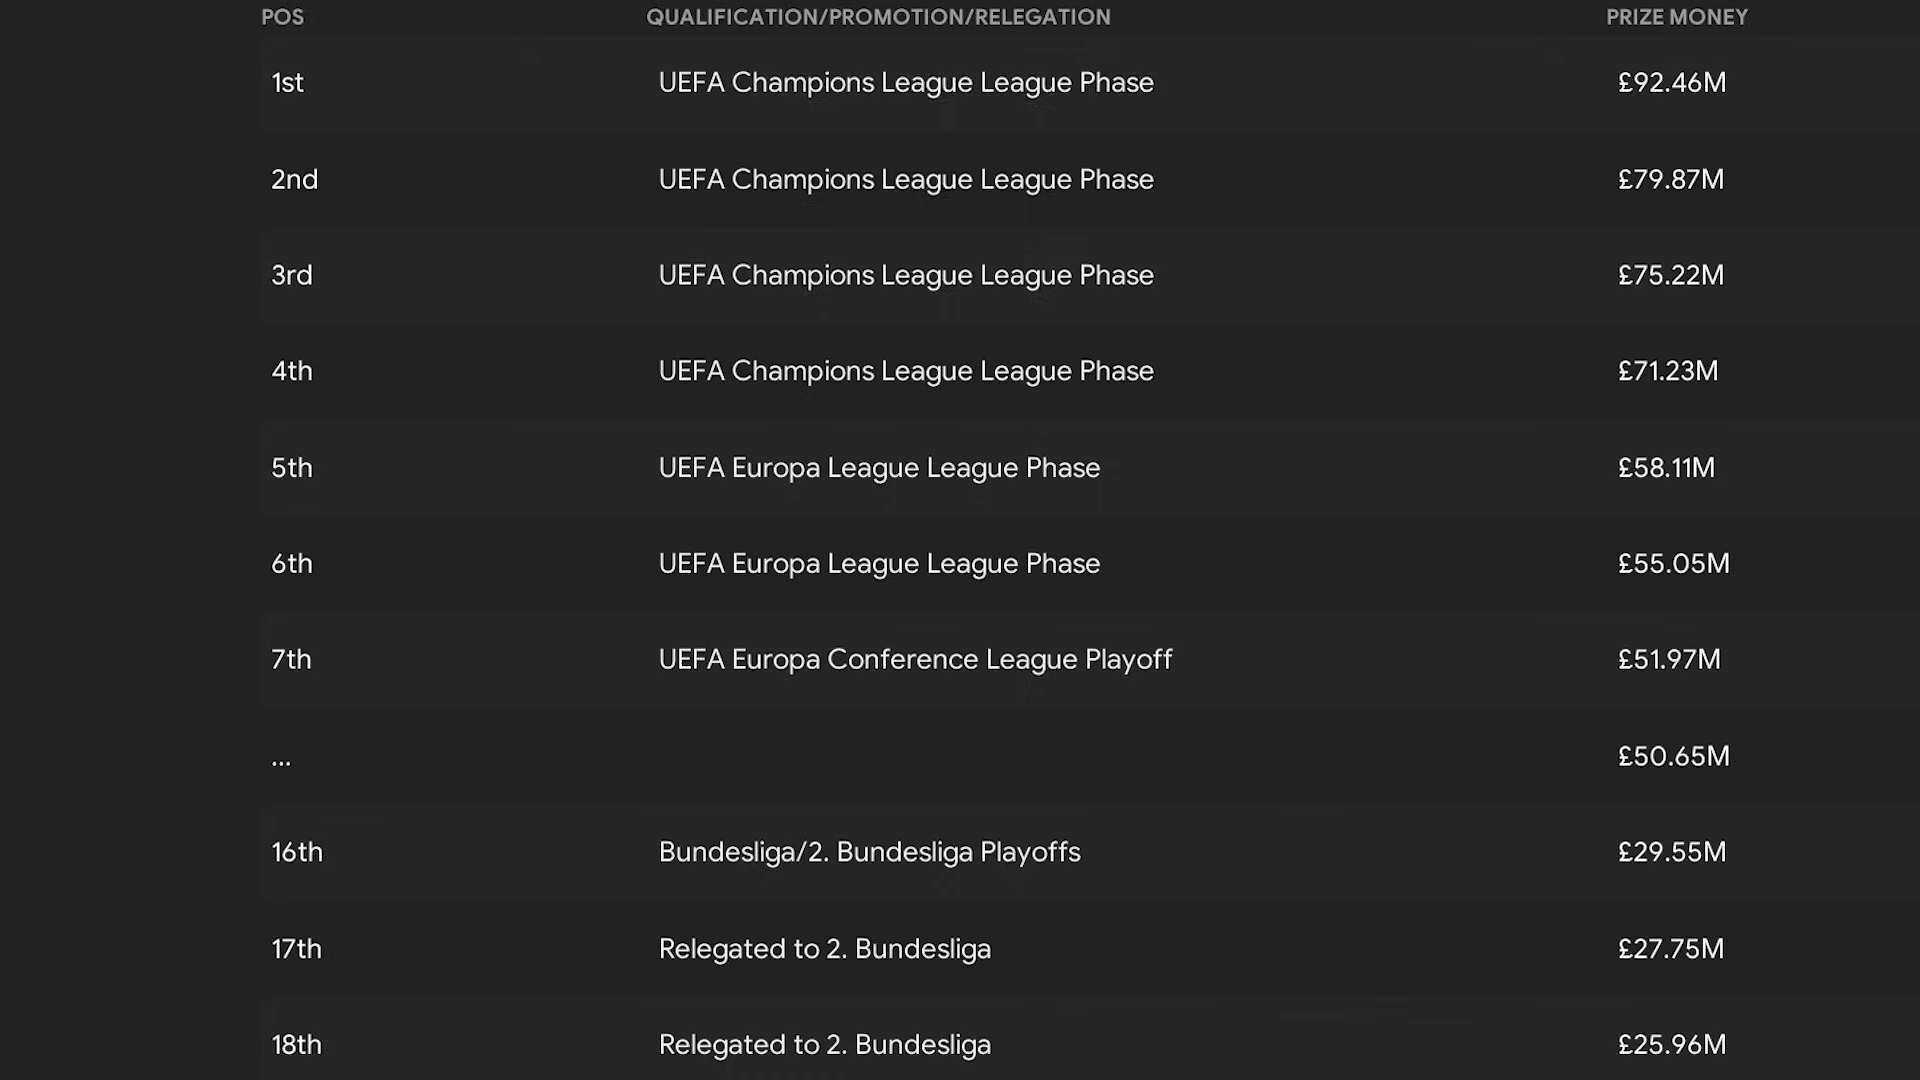 POS QUALIFICATION/PROMOTION/RELEGATION PRIZE MONEY
1st UEFA Champions League League Phase £92.46M
2nd UEFA Champions League League Phase £79.87M
3rd UEFA Champions League League Phase £75.22M
4th UEFA Champions League League Phase £71.23M
5th UEFA Europa League League Phase £58.11M
6th UEFA Europa League League Phase £55.05M
7th UEFA Europa Conference League Playoff £51.97M
... £50.65M
16th Bundesliga/2. Bundesliga Playoffs £29.55M
17th Relegated to 2. Bundesliga £27.75M
18th Relegated to 2. Bundesliga £25.96M